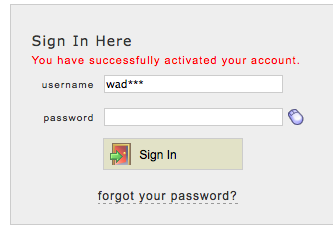 Sign In Here
You have successfully activated your account.
username wad***
password
Sign In
forgot your password?